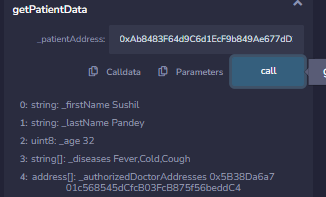 getPatientData
_patientAddress: 0xAb8483F64d9C6d1EcF9b849Ae677dD
Calldata Parameters call
0: string: _firstName Sushil
1: string: _lastName Pandey
2: uint8: _age 32
3: string[]: _diseases Fever,Cold,Cough
4: address[]: _authorizedDoctorAddresses 0x5B38Da6a7
01c568545dCfcB03FcB875f56beddC4